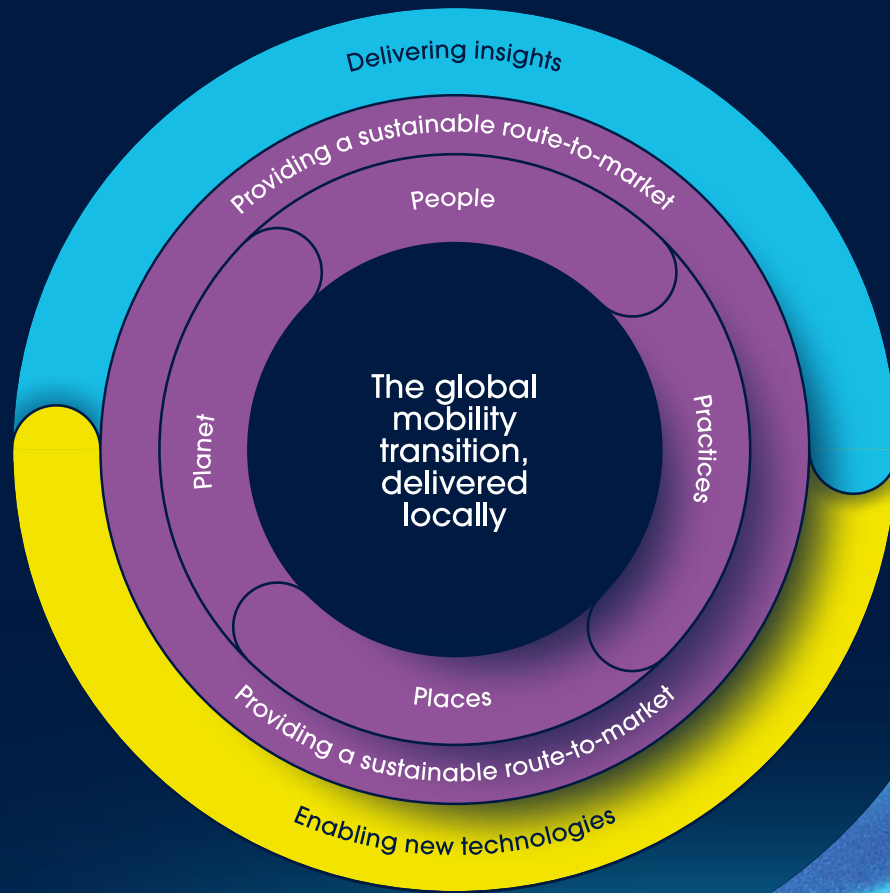 Delivering insights
Providing a sustainable route-to-market
People
Planet
The global
mobility
transition,
delivered
locally
Practices
Places
Providing a sustainable route-to-market
Enabling new technologies